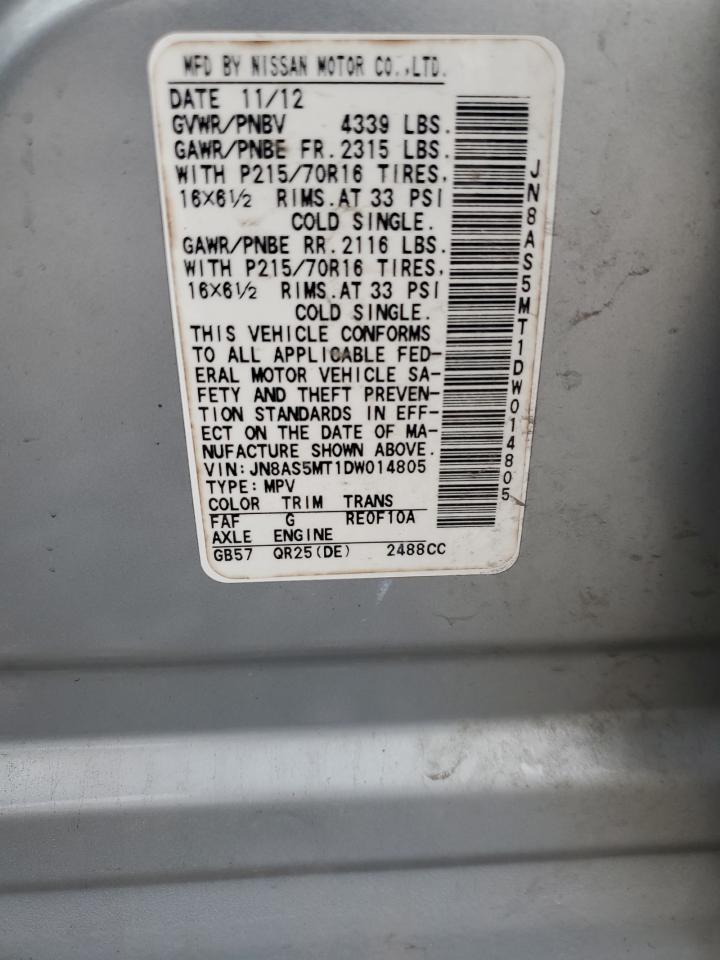 MFD BY NISSAN MOTOR CO.,LTD.
DATE 11/12
GVWR/PNBV 4339 LBS.
GAWR/PNBE FR. 2315 LBS.
WITH P215/70R16 TIRES,
16×6½ RIMS. AT 33 PSI
COLD SINGLE.
GAWR/PNBE RR. 2116 LBS.
WITH P215/70R16 TIRES,
16×6½ RIMS. AT 33 PSI
COLD SINGLE.
THIS VEHICLE CONFORMS
TO ALL APPLICABLE FED-
ERAL MOTOR VEHICLE SA-
FETY AND THEFT PREVEN-
TION STANDARDS IN EFF-
ECT ON THE DATE OF MA-
NUFACTURE SHOWN ABOVE.
VIN: JN8AS5MT1DW014805
TYPE: MPV
COLOR TRIM TRANS
FAF G RE0F10A
AXLE ENGINE
GB57 QR25(DE) 2488CC
JN8AS5MT1DW014805